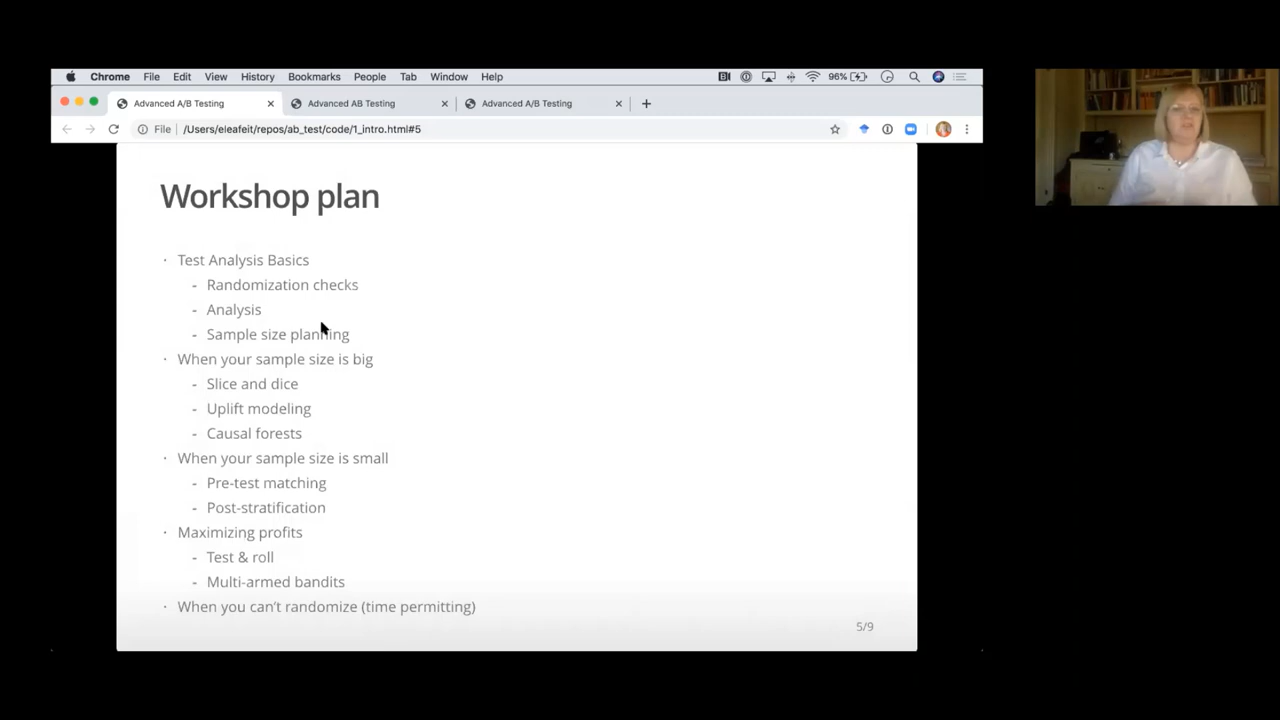 Chrome File Edit View History Bookmarks People Tab Window Help 96%
Advanced A/B Testing Advanced AB Testing Advanced A/B Testing
File /Users/eleafeit/repos/ab_test/code/1_intro.html#5
Workshop plan
· Test Analysis Basics
- Randomization checks
- Analysis
- Sample size planning
· When your sample size is big
- Slice and dice
- Uplift modeling
- Causal forests
· When your sample size is small
- Pre-test matching
- Post-stratification
· Maximizing profits
- Test & roll
- Multi-armed bandits
· When you can't randomize (time permitting)
5/9